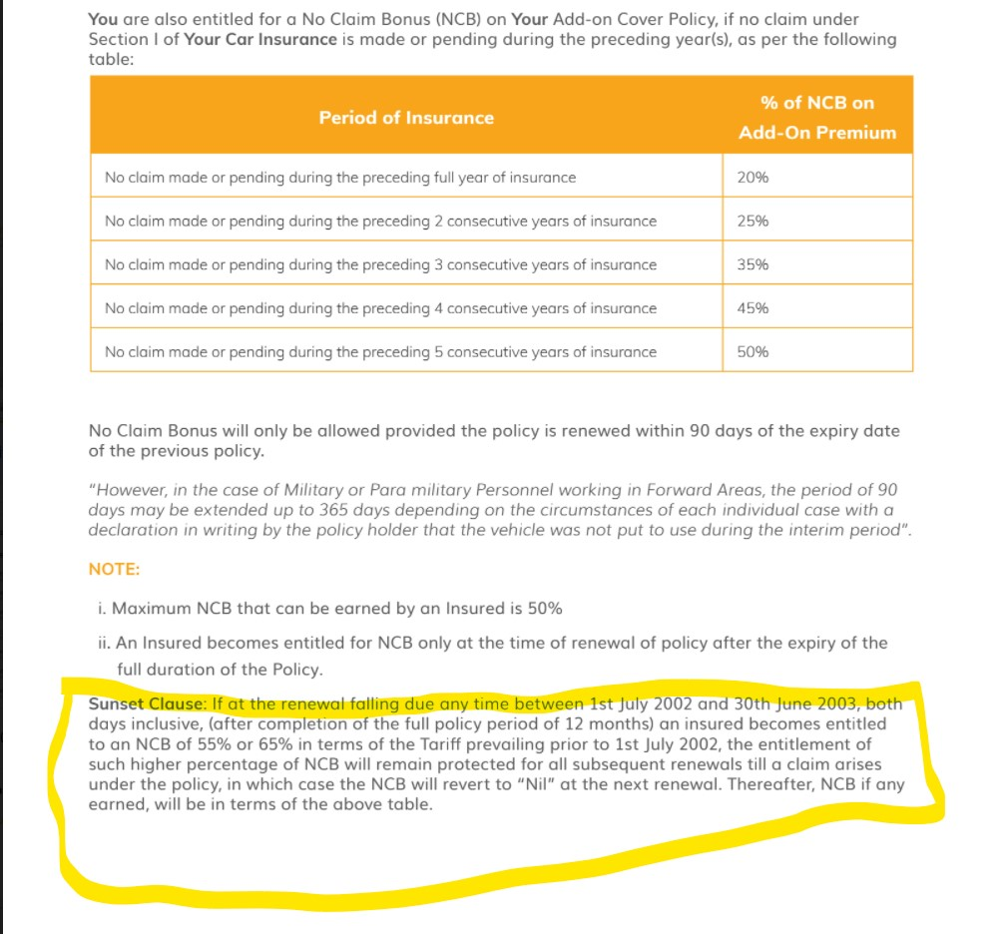 You are also entitled for a No Claim Bonus (NCB) on Your Add-on Cover Policy, if no claim under
Section I of Your Car Insurance is made or pending during the preceding year(s), as per the following
table:
Period of Insurance
% of NCB on
Add-On Premium
No claim made or pending during the preceding full year of insurance
20%
No claim made or pending during the preceding 2 consecutive years of insurance
25%
No claim made or pending during the preceding 3 consecutive years of insurance
35%
No claim made or pending during the preceding 4 consecutive years of insurance
45%
No claim made or pending during the preceding 5 consecutive years of insurance
50%
No Claim Bonus will only be allowed provided the policy is renewed within 90 days of the expiry date
of the previous policy.
“However, in the case of Military or Para military Personnel working in Forward Areas, the period of 90
days may be extended up to 365 days depending on the circumstances of each individual case with a
declaration in writing by the policy holder that the vehicle was not put to use during the interim period”.
NOTE:
i. Maximum NCB that can be earned by an Insured is 50%
ii. An Insured becomes entitled for NCB only at the time of renewal of policy after the expiry of the
full duration of the Policy.
Sunset Clause: If at the renewal falling due any time between 1st July 2002 and 30th June 2003, both
days inclusive, (after completion of the full policy period of 12 months) an insured becomes entitled
to an NCB of 55% or 65% in terms of the Tariff prevailing prior to 1st July 2002, the entitlement of
such higher percentage of NCB will remain protected for all subsequent renewals till a claim arises
under the policy, in which case the NCB will revert to “Nil” at the next renewal. Thereafter, NCB if any
earned, will be in terms of the above table.